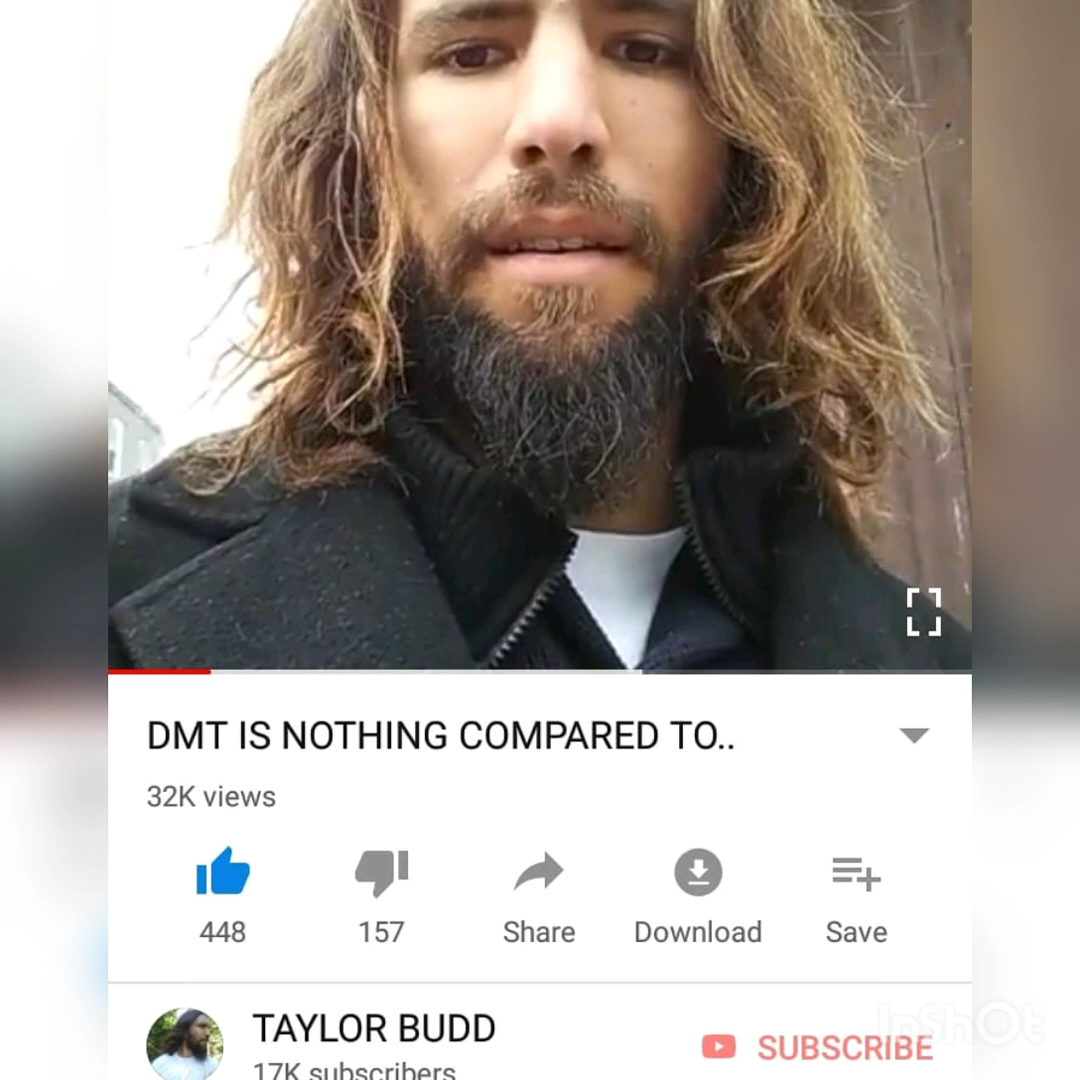 DMT IS NOTHING COMPARED TO..
32K views
448 157 Share Download Save
TAYLOR BUDD
SUBSCRIBE
17K subscribers
InShOt